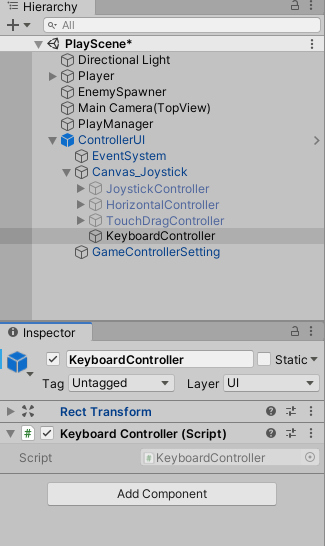 Hierarchy
All
PlayScene*
Directional Light
Player
EnemySpawner
Main Camera(TopView)
PlayManager
ControllerUI
EventSystem
Canvas_Joystick
JoystickController
HorizontalController
TouchDragController
KeyboardController
GameControllerSetting
Inspector
KeyboardController Static
Tag Untagged Layer UI
Rect Transform
# Keyboard Controller (Script)
Script # KeyboardController
Add Component